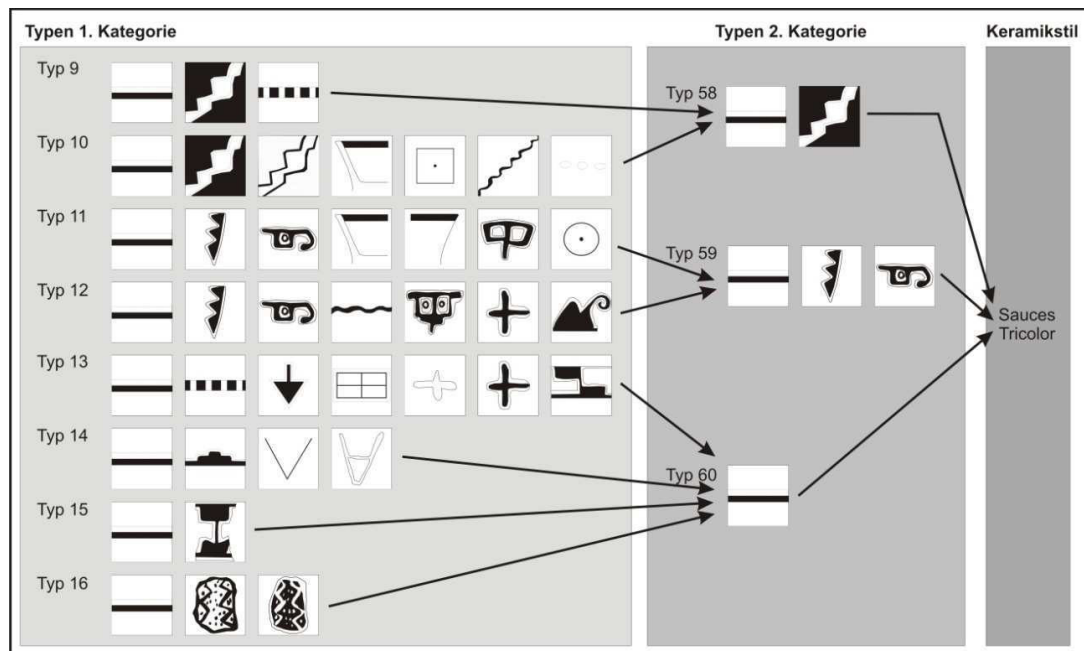 Typen 1. Kategorie
Typen 2. Kategorie
Keramikstil
Typ 9
Typ 10
Typ 11
Typ 12
Typ 13
Typ 14
Typ 15
Typ 16
Typ 58
Typ 59
Typ 60
Sauces
Tricolor